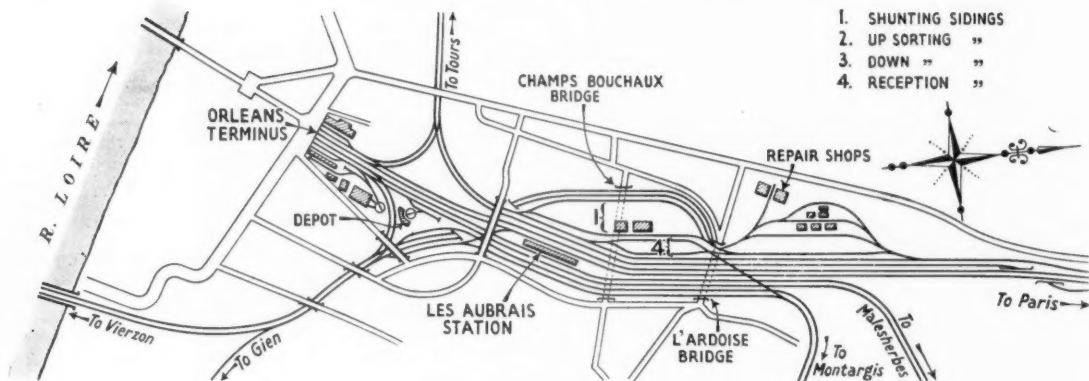 1. SHUNTING SIDINGS
2. UP SORTING "
3. DOWN " "
4. RECEPTION "
To Tours
CHAMPS BOUCHAUX
BRIDGE
ORLEANS
TERMINUS
R. LOIRE
REPAIR SHOPS
1
DEPOT
4
LES AUBRAIS
STATION
To Paris
To Vierzon
To Gien
L'ARDOISE
BRIDGE
To
Montargis
To
Malesherbes